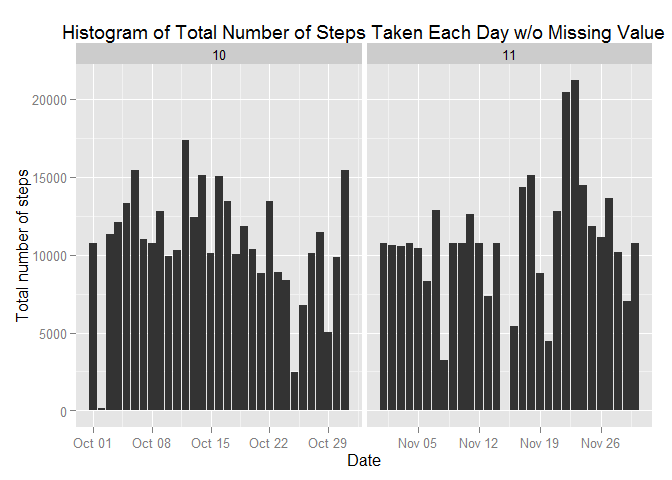 Histogram of Total Number of Steps Taken Each Day w/o Missing Value
10
11
Total number of steps
20000
15000
10000
5000
0
Oct 01
Oct 08
Oct 15
Oct 22
Oct 29
Nov 05
Nov 12
Nov 19
Nov 26
Date